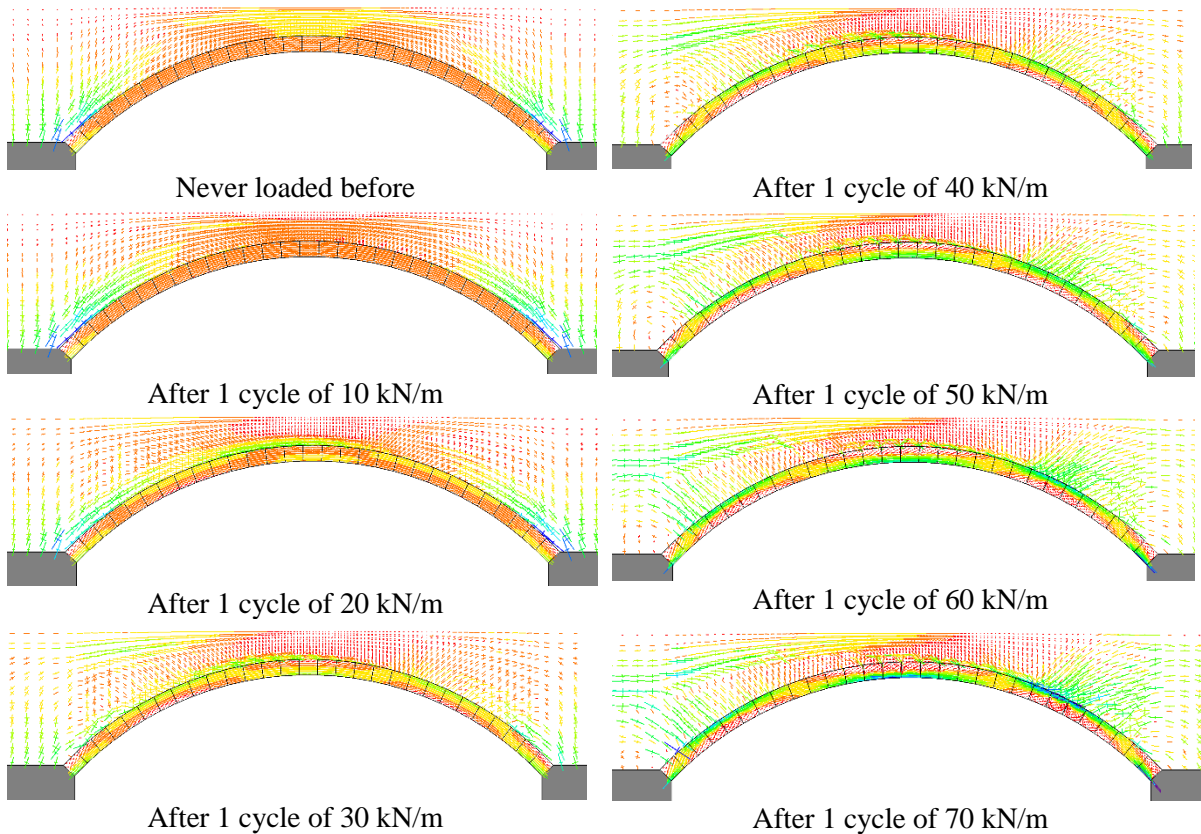 Never loaded before
After 1 cycle of 10 kN/m
After 1 cycle of 20 kN/m
After 1 cycle of 30 kN/m
After 1 cycle of 40 kN/m
After 1 cycle of 50 kN/m
After 1 cycle of 60 kN/m
After 1 cycle of 70 kN/m